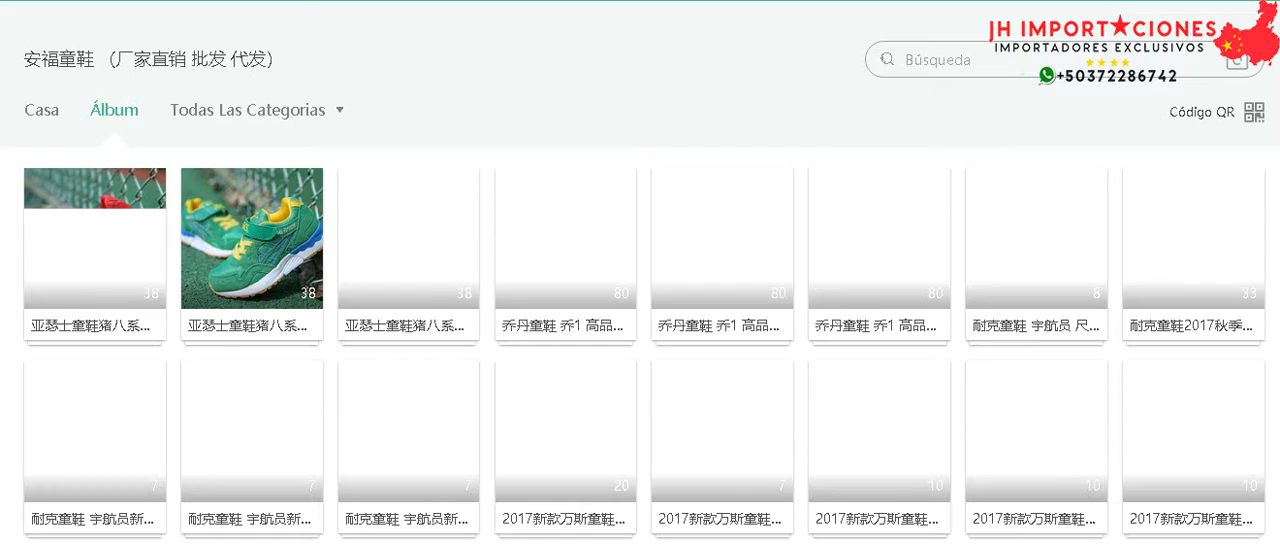 JH IMPORT★CIONES
IMPORTADORES EXCLUSIVOS
+50372286742
安福童鞋 （厂家直销 批发 代发）
Búsqueda
Casa
Álbum
Todas Las Categorias
Código QR
38
38
38
80
80
80
8
33
亚瑟士童鞋猪八系...
亚瑟士童鞋猪八系...
亚瑟士童鞋猪八系...
乔丹童鞋 乔1 高品...
乔丹童鞋 乔1 高品...
乔丹童鞋 乔1 高品...
耐克童鞋 宇航员 尺...
耐克童鞋2017秋季...
7
7
7
20
7
10
10
10
耐克童鞋 宇航员新...
耐克童鞋 宇航员新...
耐克童鞋 宇航员新...
2017新款万斯童鞋...
2017新款万斯童鞋...
2017新款万斯童鞋...
2017新款万斯童鞋...
2017新款万斯童鞋...